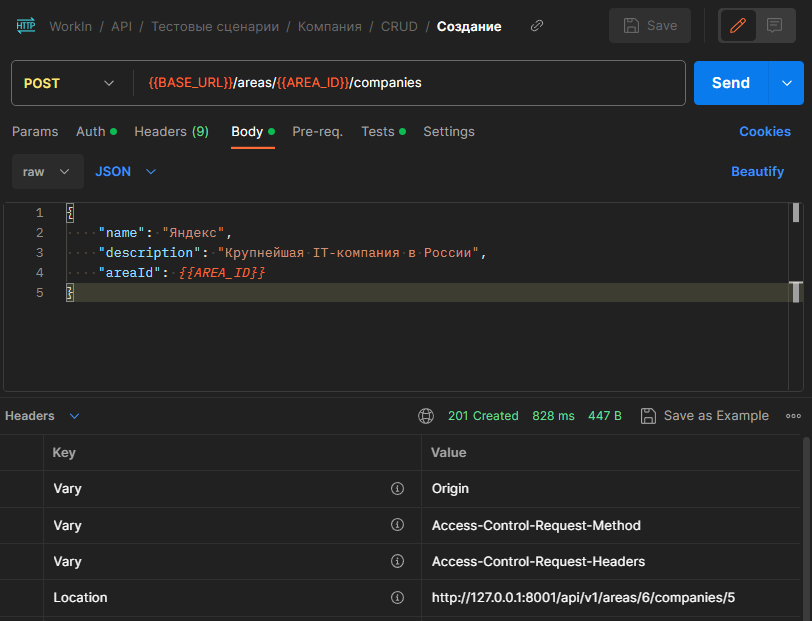 HTTP WorkIn / API / Тестовые сценарии / Компания / CRUD / Создание Save
POST {{BASE_URL}}/areas/{{AREA_ID}}/companies Send
Params Auth Headers (9) Body Pre-req. Tests Settings Cookies
raw JSON Beautify
1 {
2 "name": "Яндекс",
3 "description": "Крупнейшая IT-компания в России",
4 "areaId": {{AREA_ID}}
5 }
Headers 201 Created 828 ms 447 B Save as Example
Key Value
Vary Origin
Vary Access-Control-Request-Method
Vary Access-Control-Request-Headers
Location http://127.0.0.1:8001/api/v1/areas/6/companies/5